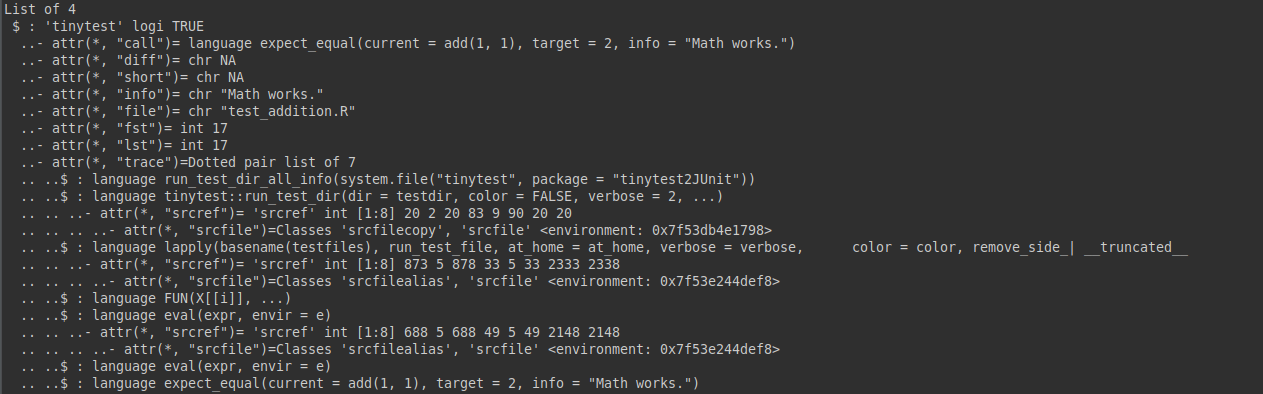 List of 4
 $ : 'tinytest' logi TRUE
  ..- attr(*, "call")= language expect_equal(current = add(1, 1), target = 2, info = "Math works.")
  ..- attr(*, "diff")= chr NA
  ..- attr(*, "short")= chr NA
  ..- attr(*, "info")= chr "Math works."
  ..- attr(*, "file")= chr "test_addition.R"
  ..- attr(*, "fst")= int 17
  ..- attr(*, "lst")= int 17
  ..- attr(*, "trace")=Dotted pair list of 7
  .. ..$ : language run_test_dir_all_info(system.file("tinytest", package = "tinytest2JUnit"))
  .. ..$ : language tinytest::run_test_dir(dir = testdir, color = FALSE, verbose = 2, ...)
  .. .. ..- attr(*, "srcref")= 'srcref' int [1:8] 20 2 20 83 9 90 20 20
  .. .. .. ..- attr(*, "srcfile")=Classes 'srcfilecopy', 'srcfile' <environment: 0x7f53db4e1798>
  .. ..$ : language lapply(basename(testfiles), run_test_file, at_home = at_home, verbose = verbose,      color = color, remove_side_| __truncated__
  .. .. ..- attr(*, "srcref")= 'srcref' int [1:8] 873 5 878 33 5 33 2333 2338
  .. .. .. ..- attr(*, "srcfile")=Classes 'srcfilealias', 'srcfile' <environment: 0x7f53e244def8>
  .. ..$ : language FUN(X[[i]], ...)
  .. ..$ : language eval(expr, envir = e)
  .. .. ..- attr(*, "srcref")= 'srcref' int [1:8] 688 5 688 49 5 49 2148 2148
  .. .. .. ..- attr(*, "srcfile")=Classes 'srcfilealias', 'srcfile' <environment: 0x7f53e244def8>
  .. ..$ : language eval(expr, envir = e)
  .. ..$ : language expect_equal(current = add(1, 1), target = 2, info = "Math works.")